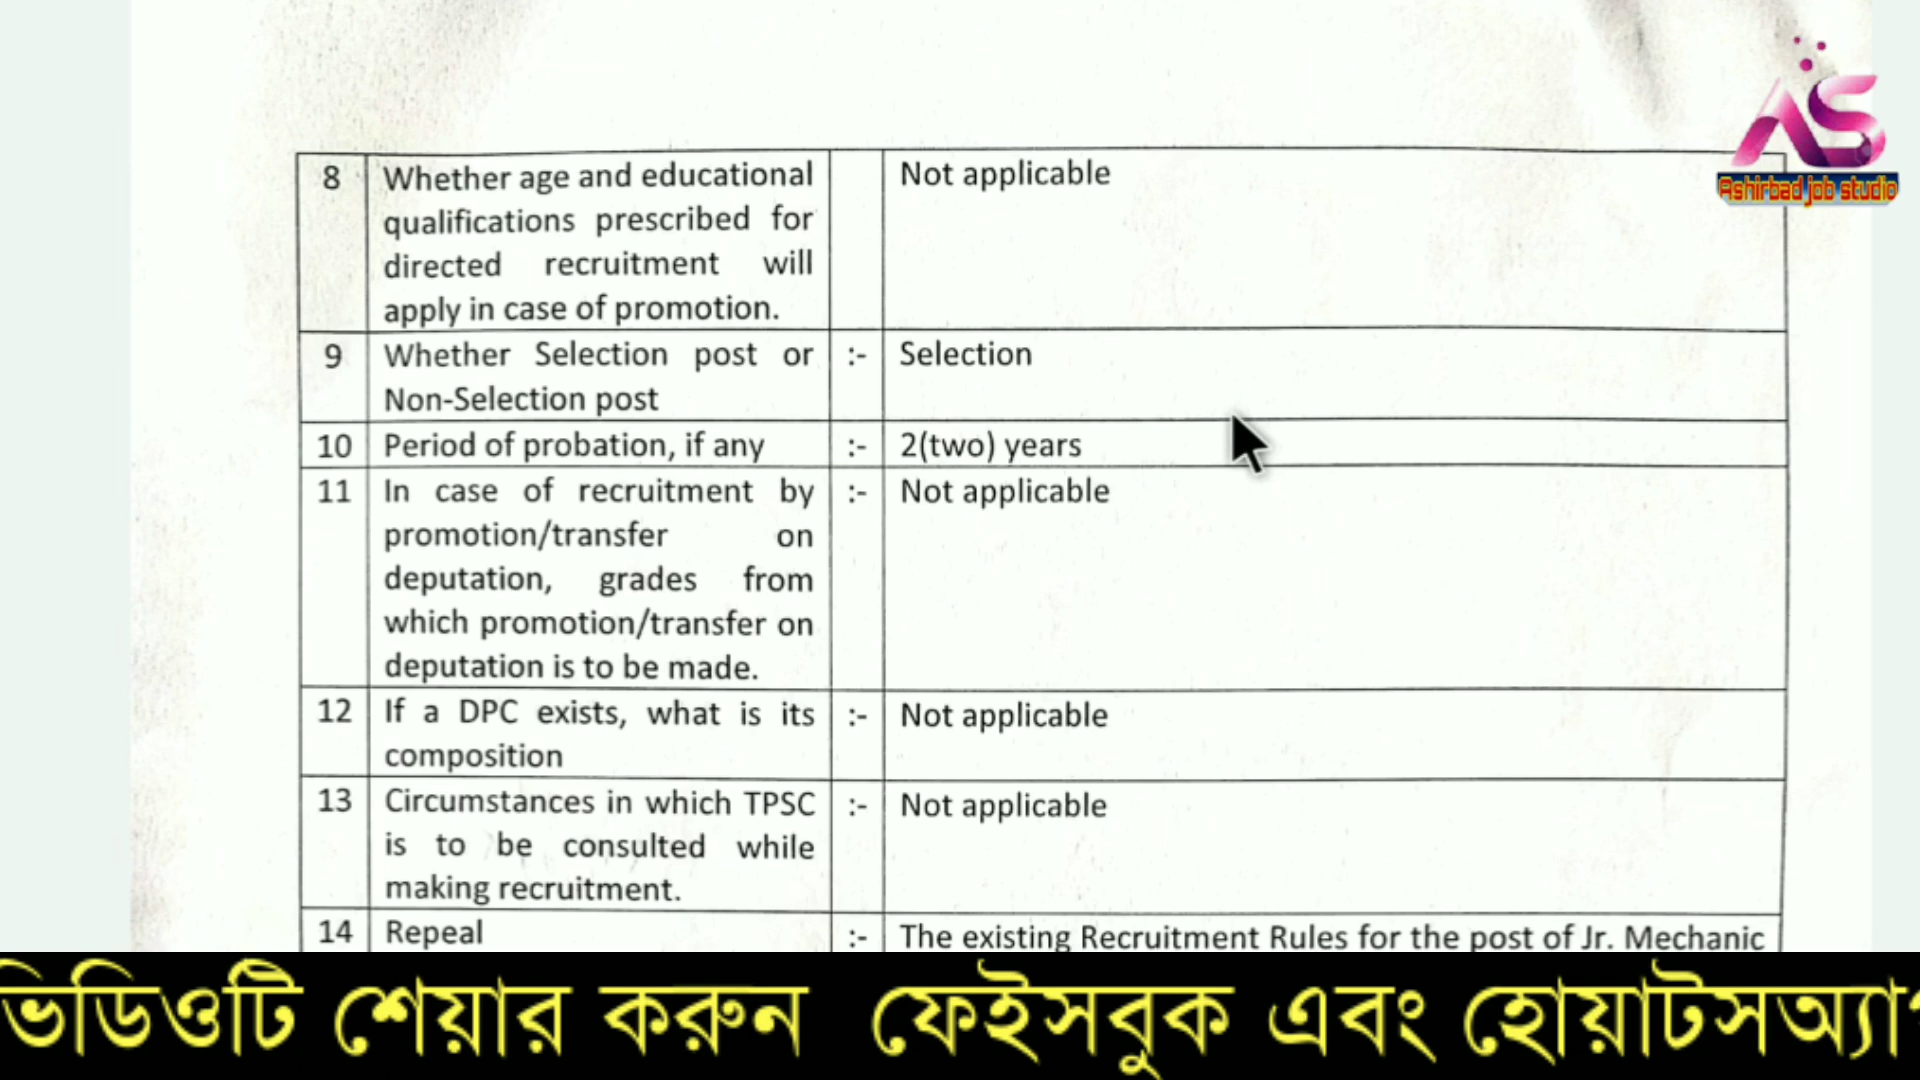 8 Whether age and educational Not applicable
qualifications prescribed for
directed recruitment will
apply in case of promotion.
9 Whether Selection post or :- Selection
Non-Selection post
10 Period of probation, if any :- 2(two) years
11 In case of recruitment by :- Not applicable
promotion/transfer on
deputation, grades from
which promotion/transfer on
deputation is to be made.
12 If a DPC exists, what is its :- Not applicable
composition
13 Circumstances in which TPSC :- Not applicable
is to be consulted while
making recruitment.
14 Repeal :- The existing Recruitment Rules for the post of Jr. Mechanic
AS
Ashirbad job studio
ভিডিওটি শেয়ার করুন ফেইসবুক এবং